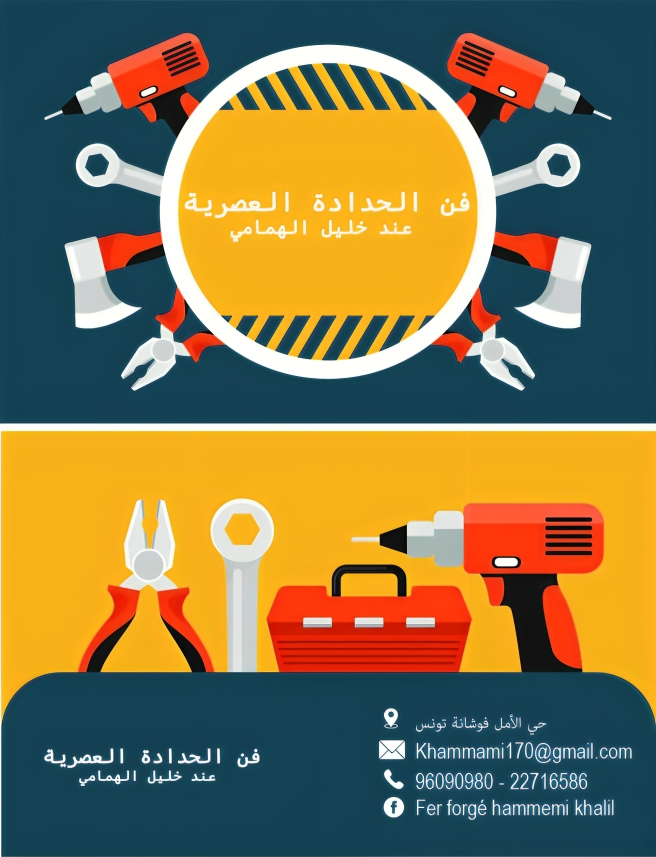 فن الحدادة العصرية
عند خليل الهمامي
حي الأمل فوشانة تونس
Khammami170@gmail.com
96090980 - 22716586
Fer forgé hammemi khalil
فن الحدادة العصرية
عند خليل الهمامي